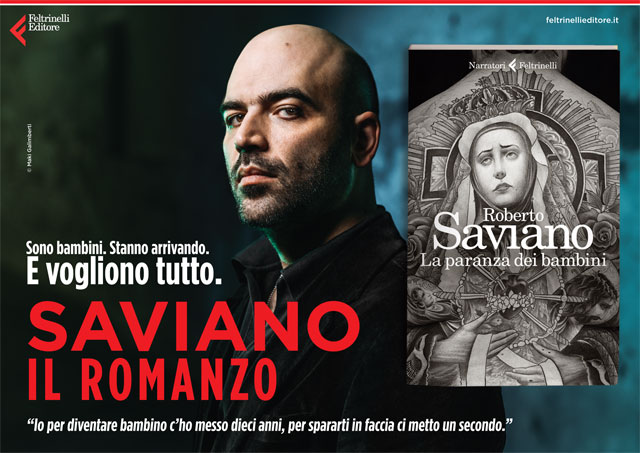 Feltrinelli
Editore
feltrinellieditore.it
© Maki Galimberti
Narratori Feltrinelli
Roberto
Saviano
La paranza dei bambini
Sono bambini. Stanno arrivando.
E vogliono tutto.
SAVIANO
IL ROMANZO
“Io per diventare bambino c’ho messo dieci anni, per spararti in faccia ci metto un secondo.”